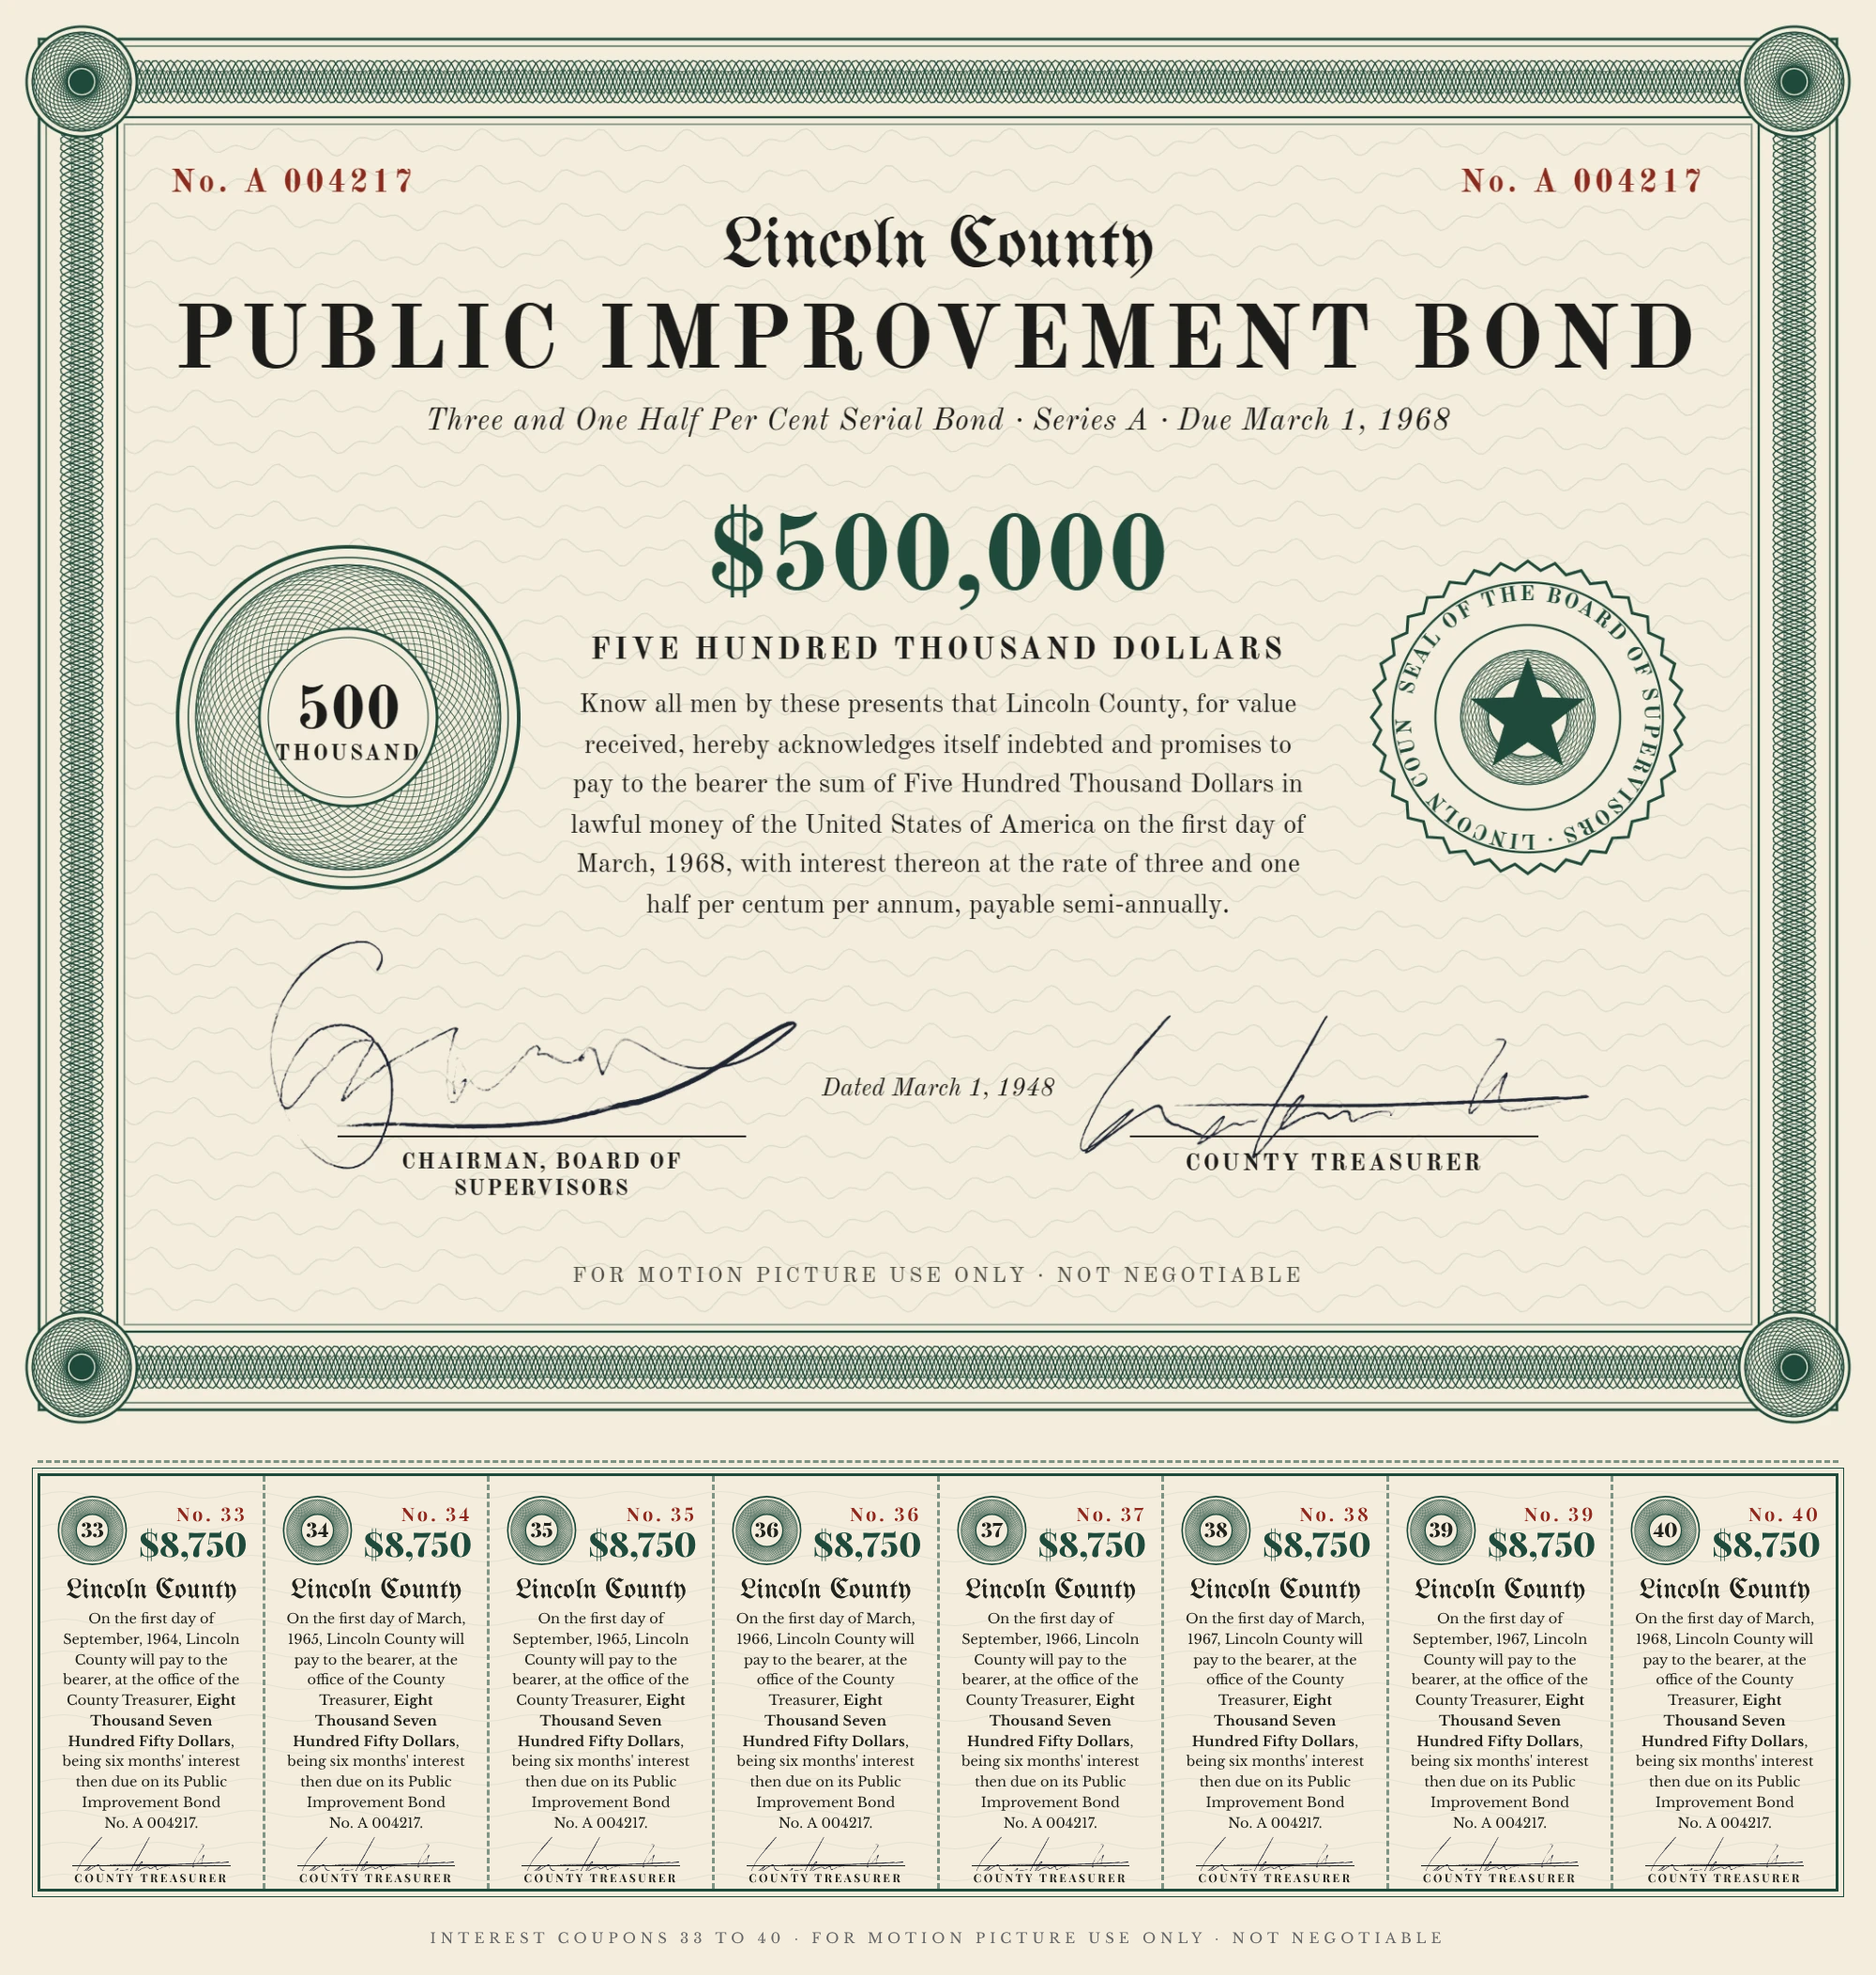 No. A 004217
No. A 004217
Lincoln County
PUBLIC IMPROVEMENT BOND
Three and One Half Per Cent Serial Bond · Series A · Due March 1, 1968
$500,000
FIVE HUNDRED THOUSAND DOLLARS
500
THOUSAND
Know all men by these presents that Lincoln County, for value
received, hereby acknowledges itself indebted and promises to
pay to the bearer the sum of Five Hundred Thousand Dollars in
lawful money of the United States of America on the first day of
March, 1968, with interest thereon at the rate of three and one
half per centum per annum, payable semi-annually.
SEAL OF THE BOARD OF SUPERVISORS · LINCOLN COUN
Dated March 1, 1948
CHAIRMAN, BOARD OF
SUPERVISORS
COUNTY TREASURER
FOR MOTION PICTURE USE ONLY · NOT NEGOTIABLE
33
No. 33
$8,750
Lincoln County
On the first day of
September, 1964, Lincoln
County will pay to the
bearer, at the office of the
County Treasurer, Eight
Thousand Seven
Hundred Fifty Dollars,
being six months' interest
then due on its Public
Improvement Bond
No. A 004217.
COUNTY TREASURER
34
No. 34
$8,750
Lincoln County
On the first day of March,
1965, Lincoln County will
pay to the bearer, at the
office of the County
Treasurer, Eight
Thousand Seven
Hundred Fifty Dollars,
being six months' interest
then due on its Public
Improvement Bond
No. A 004217.
COUNTY TREASURER
35
No. 35
$8,750
Lincoln County
On the first day of
September, 1965, Lincoln
County will pay to the
bearer, at the office of the
County Treasurer, Eight
Thousand Seven
Hundred Fifty Dollars,
being six months' interest
then due on its Public
Improvement Bond
No. A 004217.
COUNTY TREASURER
36
No. 36
$8,750
Lincoln County
On the first day of March,
1966, Lincoln County will
pay to the bearer, at the
office of the County
Treasurer, Eight
Thousand Seven
Hundred Fifty Dollars,
being six months' interest
then due on its Public
Improvement Bond
No. A 004217.
COUNTY TREASURER
37
No. 37
$8,750
Lincoln County
On the first day of
September, 1966, Lincoln
County will pay to the
bearer, at the office of the
County Treasurer, Eight
Thousand Seven
Hundred Fifty Dollars,
being six months' interest
then due on its Public
Improvement Bond
No. A 004217.
COUNTY TREASURER
38
No. 38
$8,750
Lincoln County
On the first day of March,
1967, Lincoln County will
pay to the bearer, at the
office of the County
Treasurer, Eight
Thousand Seven
Hundred Fifty Dollars,
being six months' interest
then due on its Public
Improvement Bond
No. A 004217.
COUNTY TREASURER
39
No. 39
$8,750
Lincoln County
On the first day of
September, 1967, Lincoln
County will pay to the
bearer, at the office of the
County Treasurer, Eight
Thousand Seven
Hundred Fifty Dollars,
being six months' interest
then due on its Public
Improvement Bond
No. A 004217.
COUNTY TREASURER
40
No. 40
$8,750
Lincoln County
On the first day of March,
1968, Lincoln County will
pay to the bearer, at the
office of the County
Treasurer, Eight
Thousand Seven
Hundred Fifty Dollars,
being six months' interest
then due on its Public
Improvement Bond
No. A 004217.
COUNTY TREASURER
INTEREST COUPONS 33 TO 40 · FOR MOTION PICTURE USE ONLY · NOT NEGOTIABLE